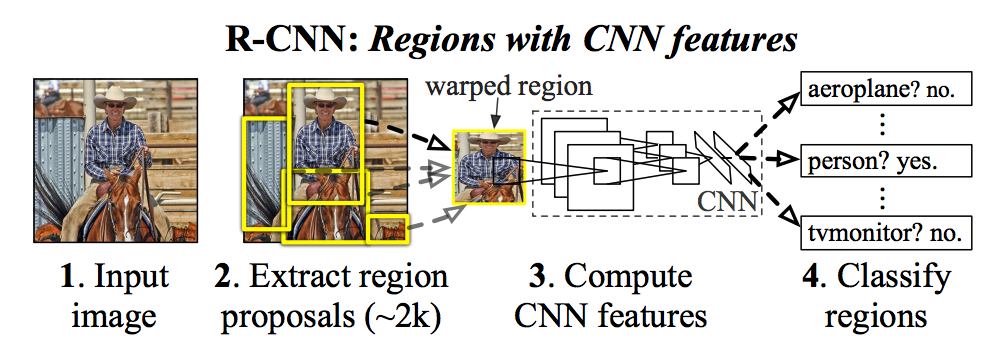 R-CNN: Regions with CNN features
warped region
aeroplane? no.
person? yes.
tvmonitor? no.
CNN
1. Input
image
2. Extract region
proposals (~2k)
3. Compute
CNN features
4. Classify
regions